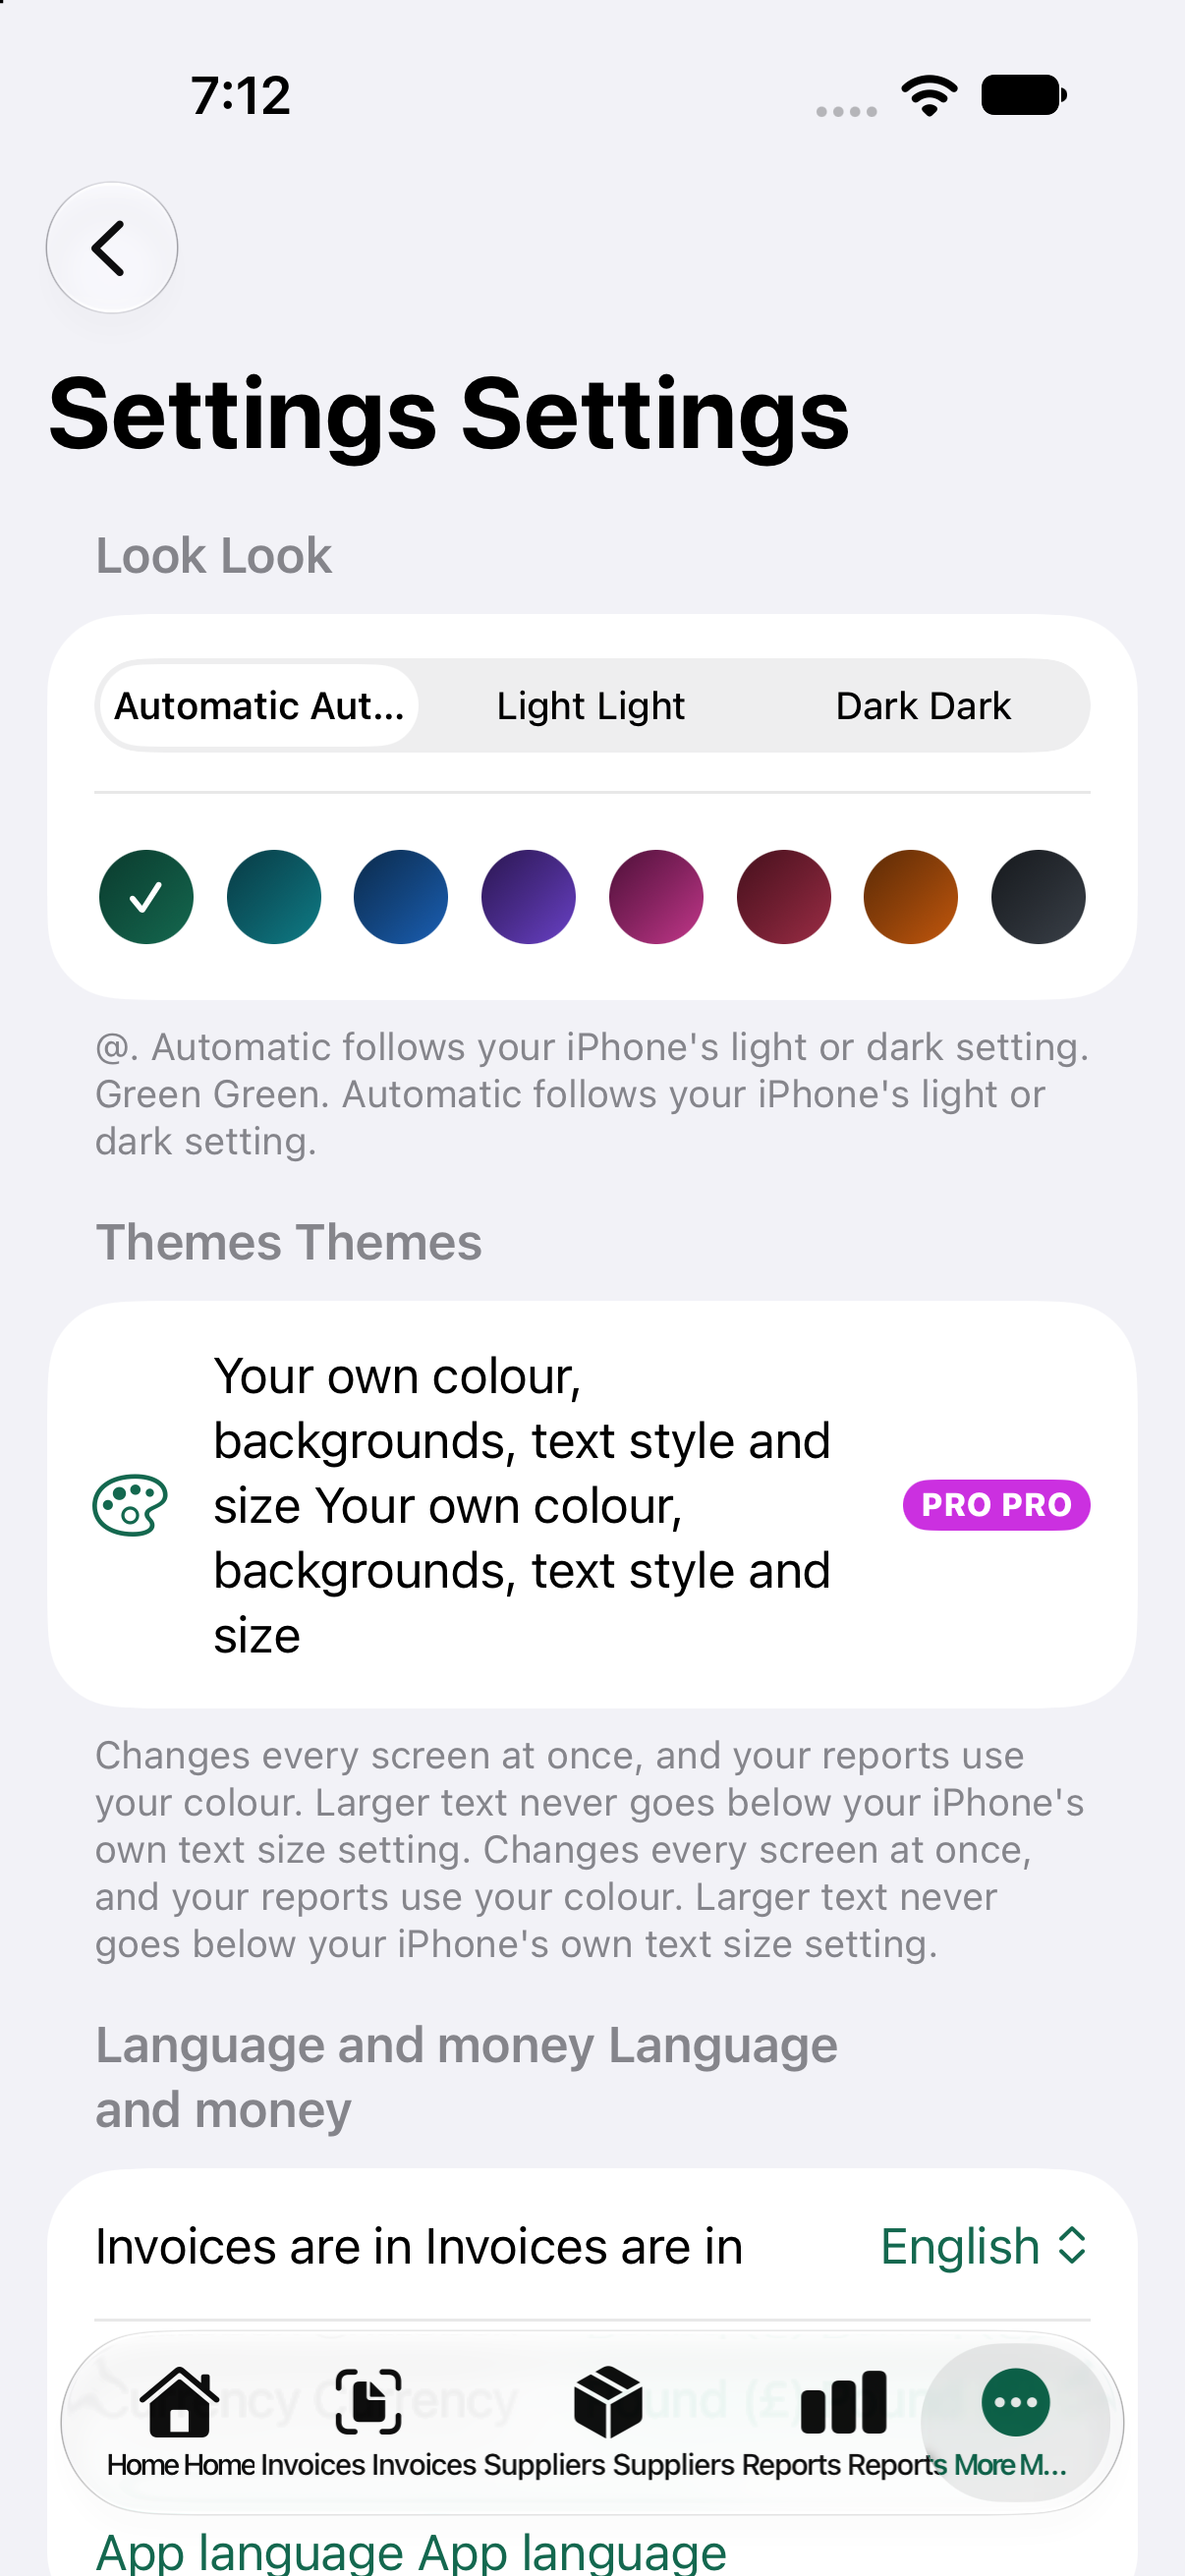 7:12
Settings Settings
Look Look
Automatic Aut...
Light Light
Dark Dark
@. Automatic follows your iPhone's light or dark setting.
Green Green. Automatic follows your iPhone's light or
dark setting.
Themes Themes
Your own colour,
backgrounds, text style and
size Your own colour,
backgrounds, text style and
size
PRO PRO
Changes every screen at once, and your reports use
your colour. Larger text never goes below your iPhone's
own text size setting. Changes every screen at once,
and your reports use your colour. Larger text never
goes below your iPhone's own text size setting.
Language and money Language
and money
Invoices are in Invoices are in
English
Home Home
Invoices Invoices
Suppliers Suppliers
Reports Reports
More M...
App language App language